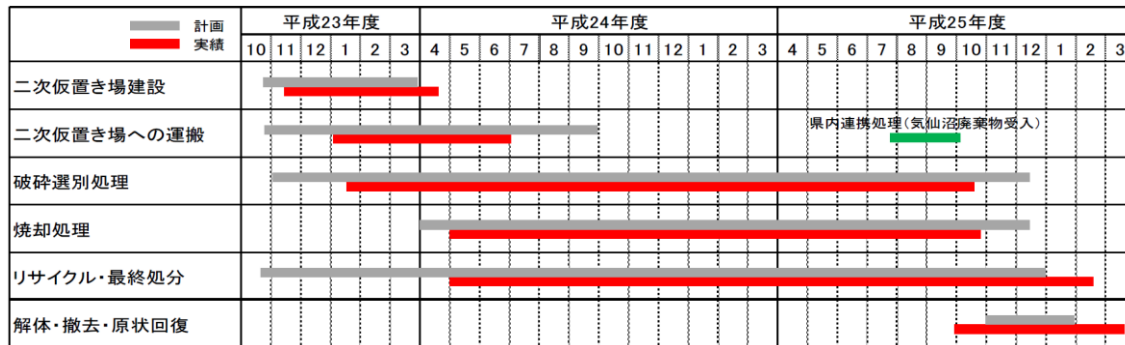 計画
実績
平成23年度 平成24年度 平成25年度
10 11 12 1 2 3 4 5 6 7 8 9 10 11 12 1 2 3 4 5 6 7 8 9 10 11 12 1 2 3
二次仮置き場建設
二次仮置き場への運搬
県内連携処理(気仙沼廃棄物受入)
破砕選別処理
焼却処理
リサイクル・最終処分
解体・撤去・原状回復